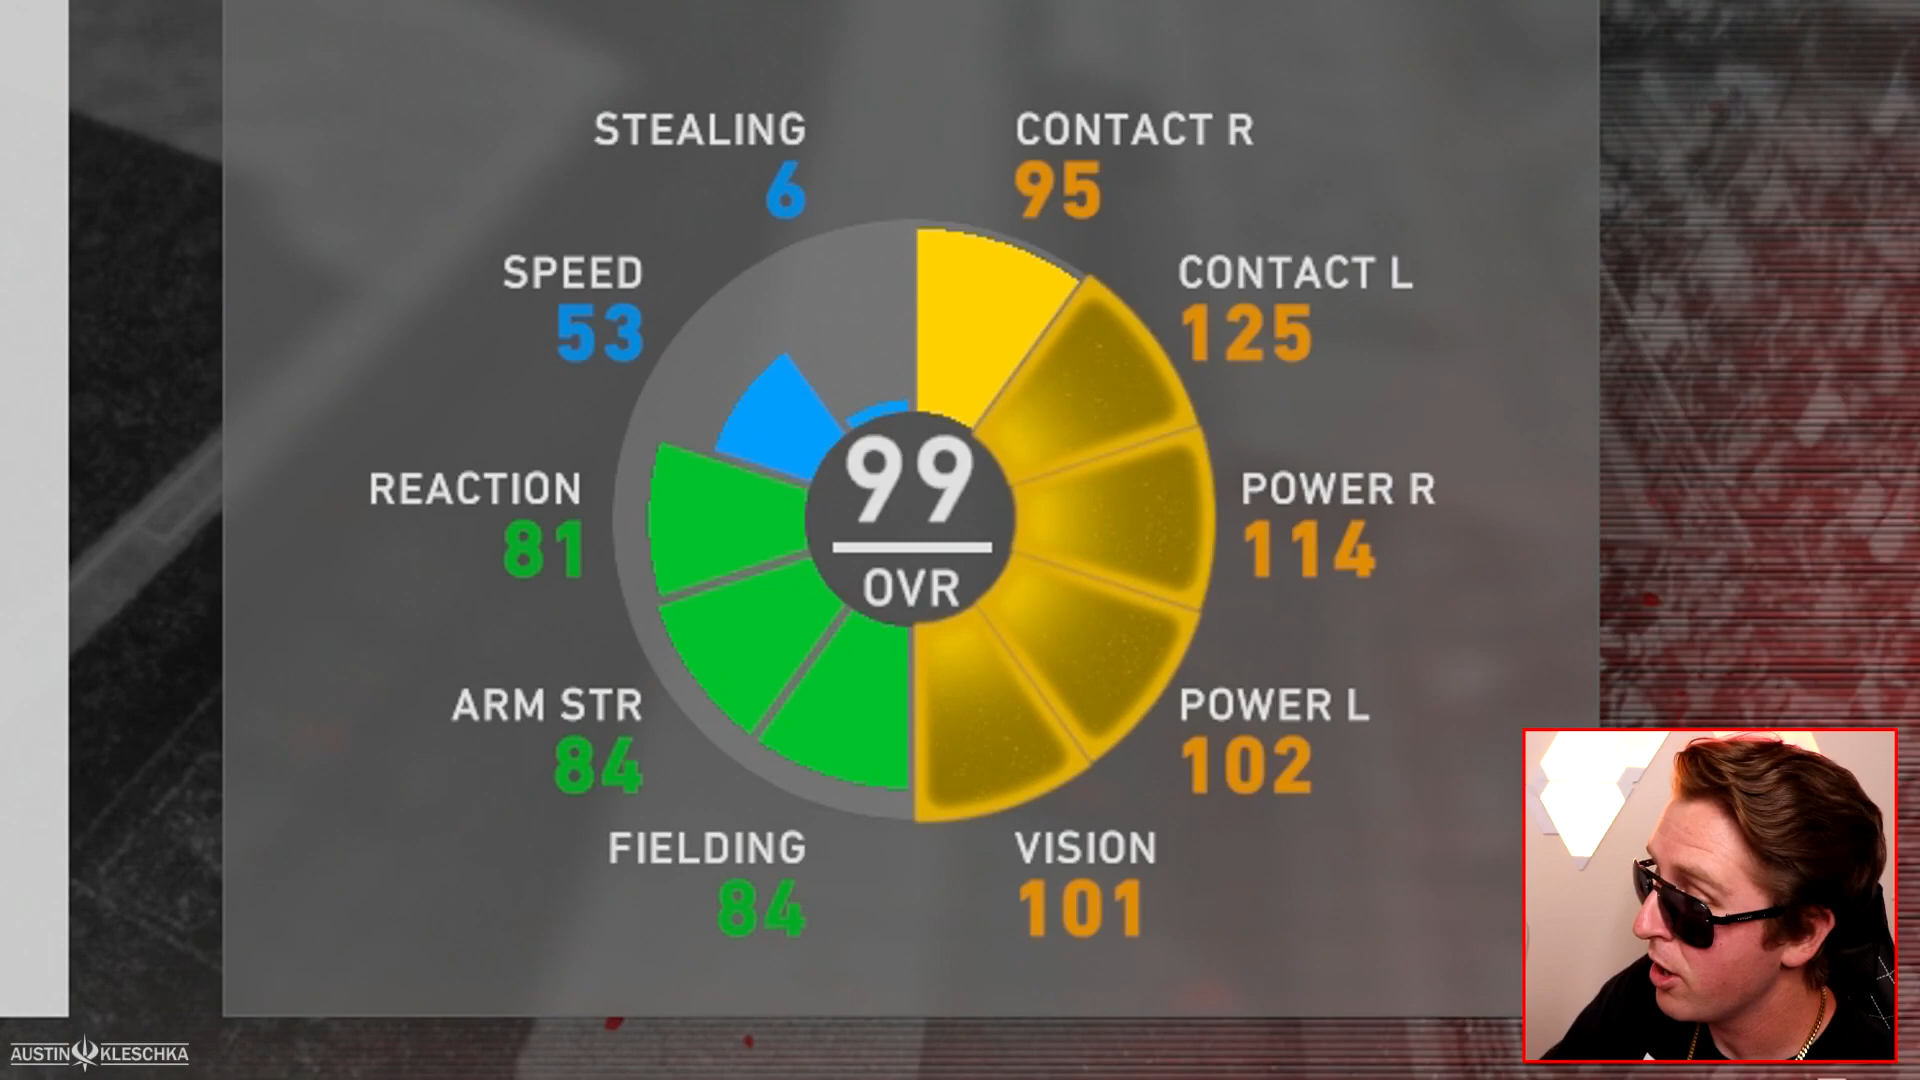 STEALING
6
CONTACT R
95
SPEED
53
CONTACT L
125
REACTION
81
99
OVR
POWER R
114
ARM STR
84
POWER L
102
FIELDING
84
VISION
101
AUSTIN KLESCHKA